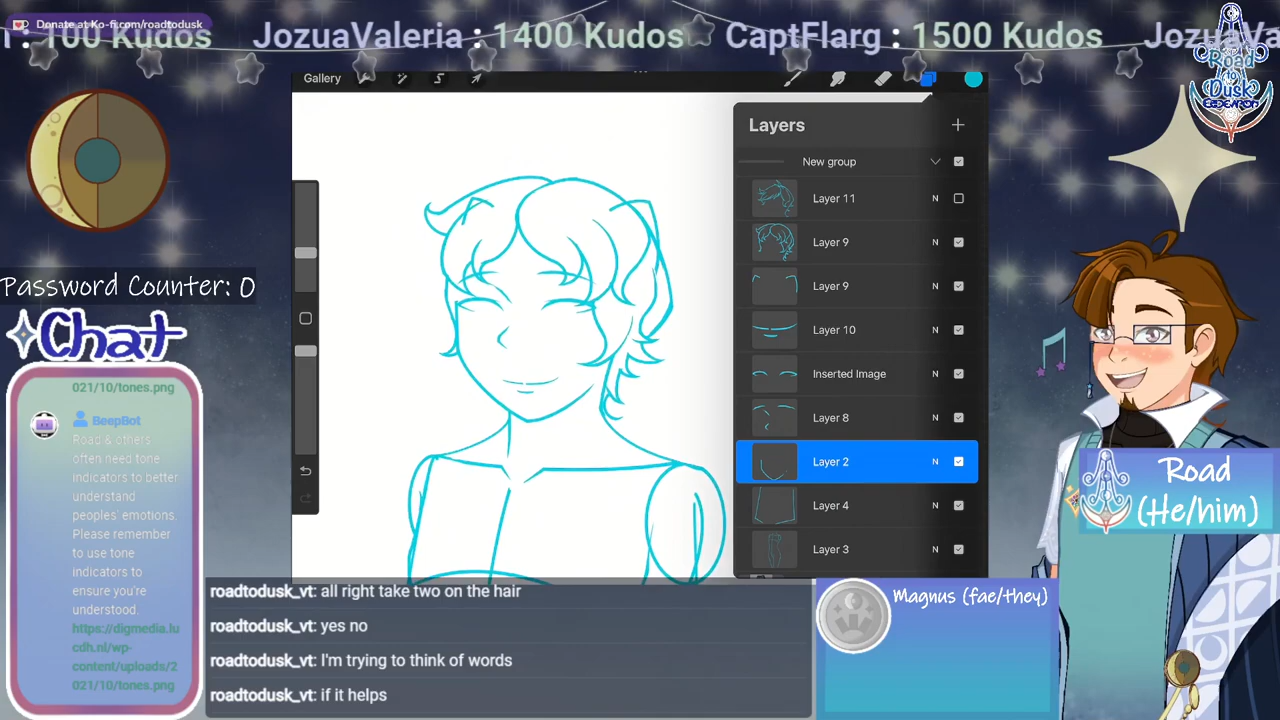 Donate at Ko-fi.com/roadtodusk
: 100 Kudos JozuaValeria : 1400 Kudos CaptFlarg : 1500 Kudos
Road
to
Dusk
Gallery
Layers
New group
Layer 11 N
Layer 9 N
Layer 9 N
Layer 10 N
Inserted Image N
Layer 8 N
Layer 2 N
Layer 4 N
Layer 3 N
Password Counter: 0
Chat
021/10/tones.png
BeepBot
Road & others
often need tone
indicators to better
understand
peoples' emotions.
Please remember
to use tone
indicators to
ensure you're
understood.
https://digmedia.lu
cdh.nl/wp-
content/uploads/2
021/10/tones.png
roadtodusk_vt: all right take two on the hair
roadtodusk_vt: yes no
roadtodusk_vt: I'm trying to think of words
roadtodusk_vt: if it helps
Magnus (fae/they)
Road
(He/him)